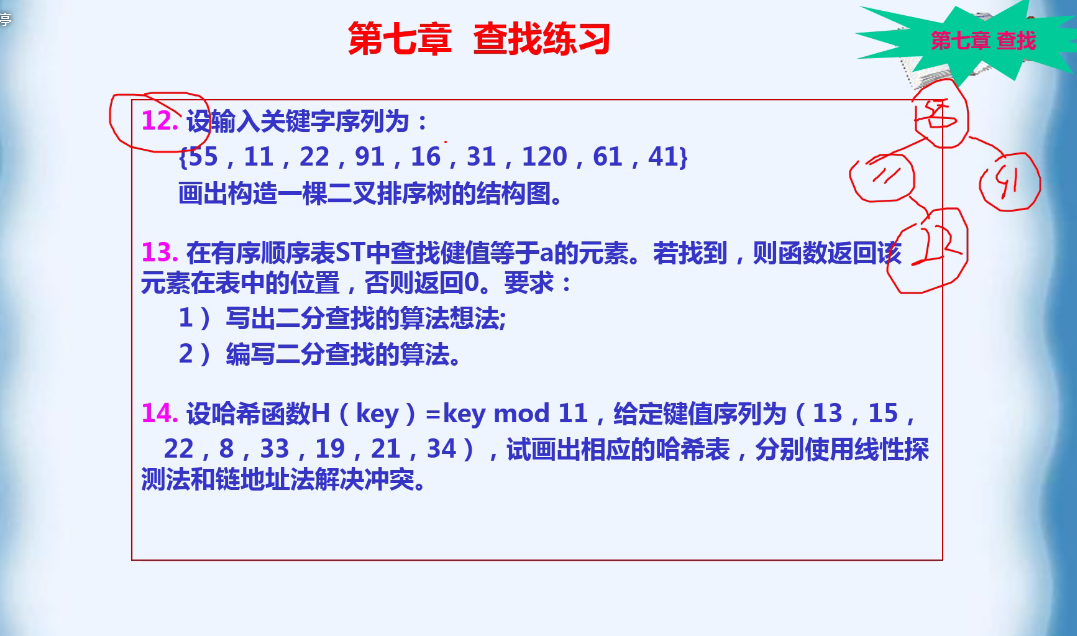 亭
第七章 查找练习
第七章 查找
12. 设输入关键字序列为：
{55，11，22，91，16，31，120，61，41}
画出构造一棵二叉排序树的结构图。
55
11
91
22
13. 在有序顺序表ST中查找健值等于a的元素。若找到，则函数返回该
元素在表中的位置，否则返回0。要求：
1） 写出二分查找的算法想法;
2） 编写二分查找的算法。
14. 设哈希函数H（key）=key mod 11，给定键值序列为（13，15，
22，8，33，19，21，34），试画出相应的哈希表，分别使用线性探
测法和链地址法解决冲突。